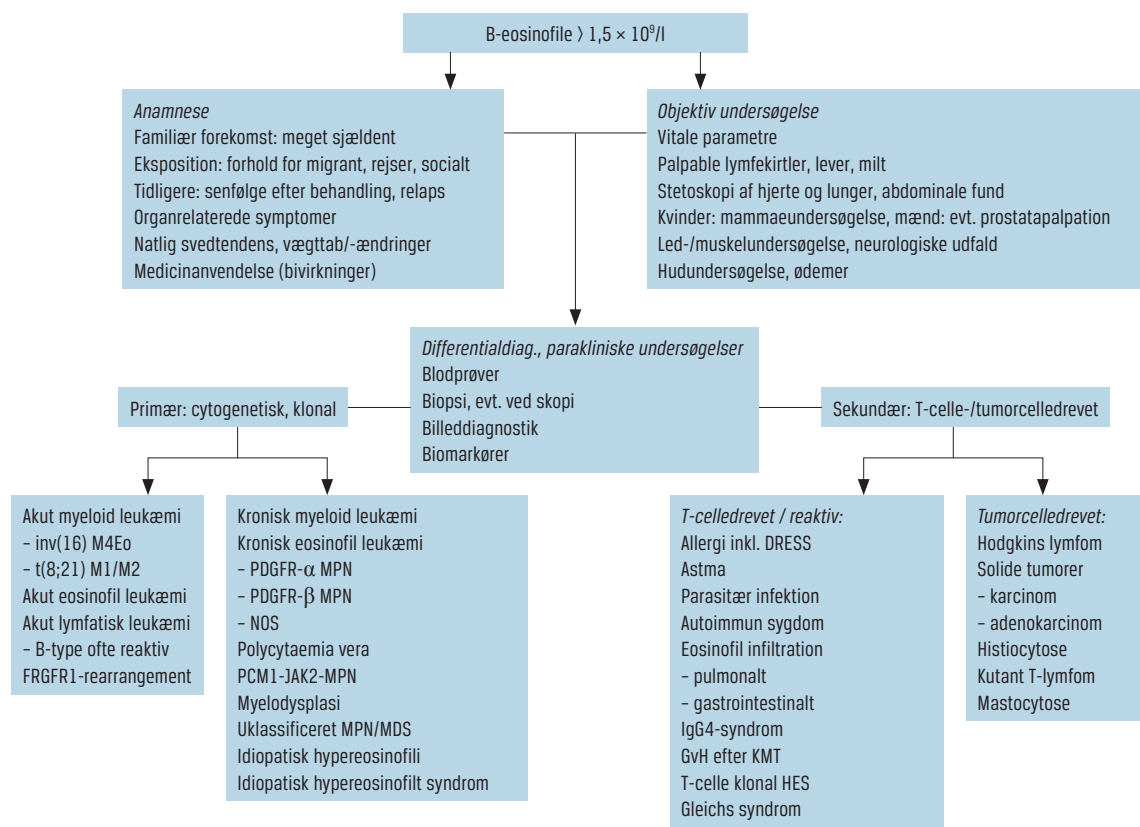 B-eosinofile > 1,5 × 10⁹/l
Anamnese
Familiær forekomst: meget sjældent
Eksposition: forhold for migrant, rejser, socialt
Tidligere: senfølge efter behandling, relaps
Organrelaterede symptomer
Natlig svedtendens, vægttab/-ændringer
Medicinanvendelse (bivirkninger)
Objektiv undersøgelse
Vitale parametre
Palpable lymfekirtler, lever, milt
Stetoskopi af hjerte og lunger, abdominale fund
Kvinder: mammaeundersøgelse, mænd: evt. prostatapalpation
Led-/muskelundersøgelse, neurologiske udfald
Hudundersøgelse, ødemer
Differentialdiag., parakliniske undersøgelser
Blodprøver
Biopsi, evt. ved skopi
Billeddiagnostik
Biomarkører
Primær: cytogenetisk, klonal
Sekundær: T-celle-/tumorcelledrevet
Akut myeloid leukæmi
– inv(16) M4Eo
– t(8;21) M1/M2
Akut eosinofil leukæmi
Akut lymfatisk leukæmi
– B-type ofte reaktiv
FRGFR1-rearrangement
Kronisk myeloid leukæmi
Kronisk eosinofil leukæmi
– PDGFR-α MPN
– PDGFR-β MPN
– NOS
Polycytaemia vera
PCM1-JAK2-MPN
Myelodysplasi
Uklassificeret MPN/MDS
Idiopatisk hypereosinofili
Idiopatisk hypereosinofilt syndrom
T-celledrevet / reaktiv:
Allergi inkl. DRESS
Astma
Parasitær infektion
Autoimmun sygdom
Eosinofil infiltration
– pulmonalt
– gastrointestinalt
IgG4-syndrom
GvH efter KMT
T-celle klonal HES
Gleichs syndrom
Tumorcelledrevet:
Hodgkins lymfom
Solide tumorer
– karcinom
– adenokarcinom
Histiocytose
Kutant T-lymfom
Mastocytose